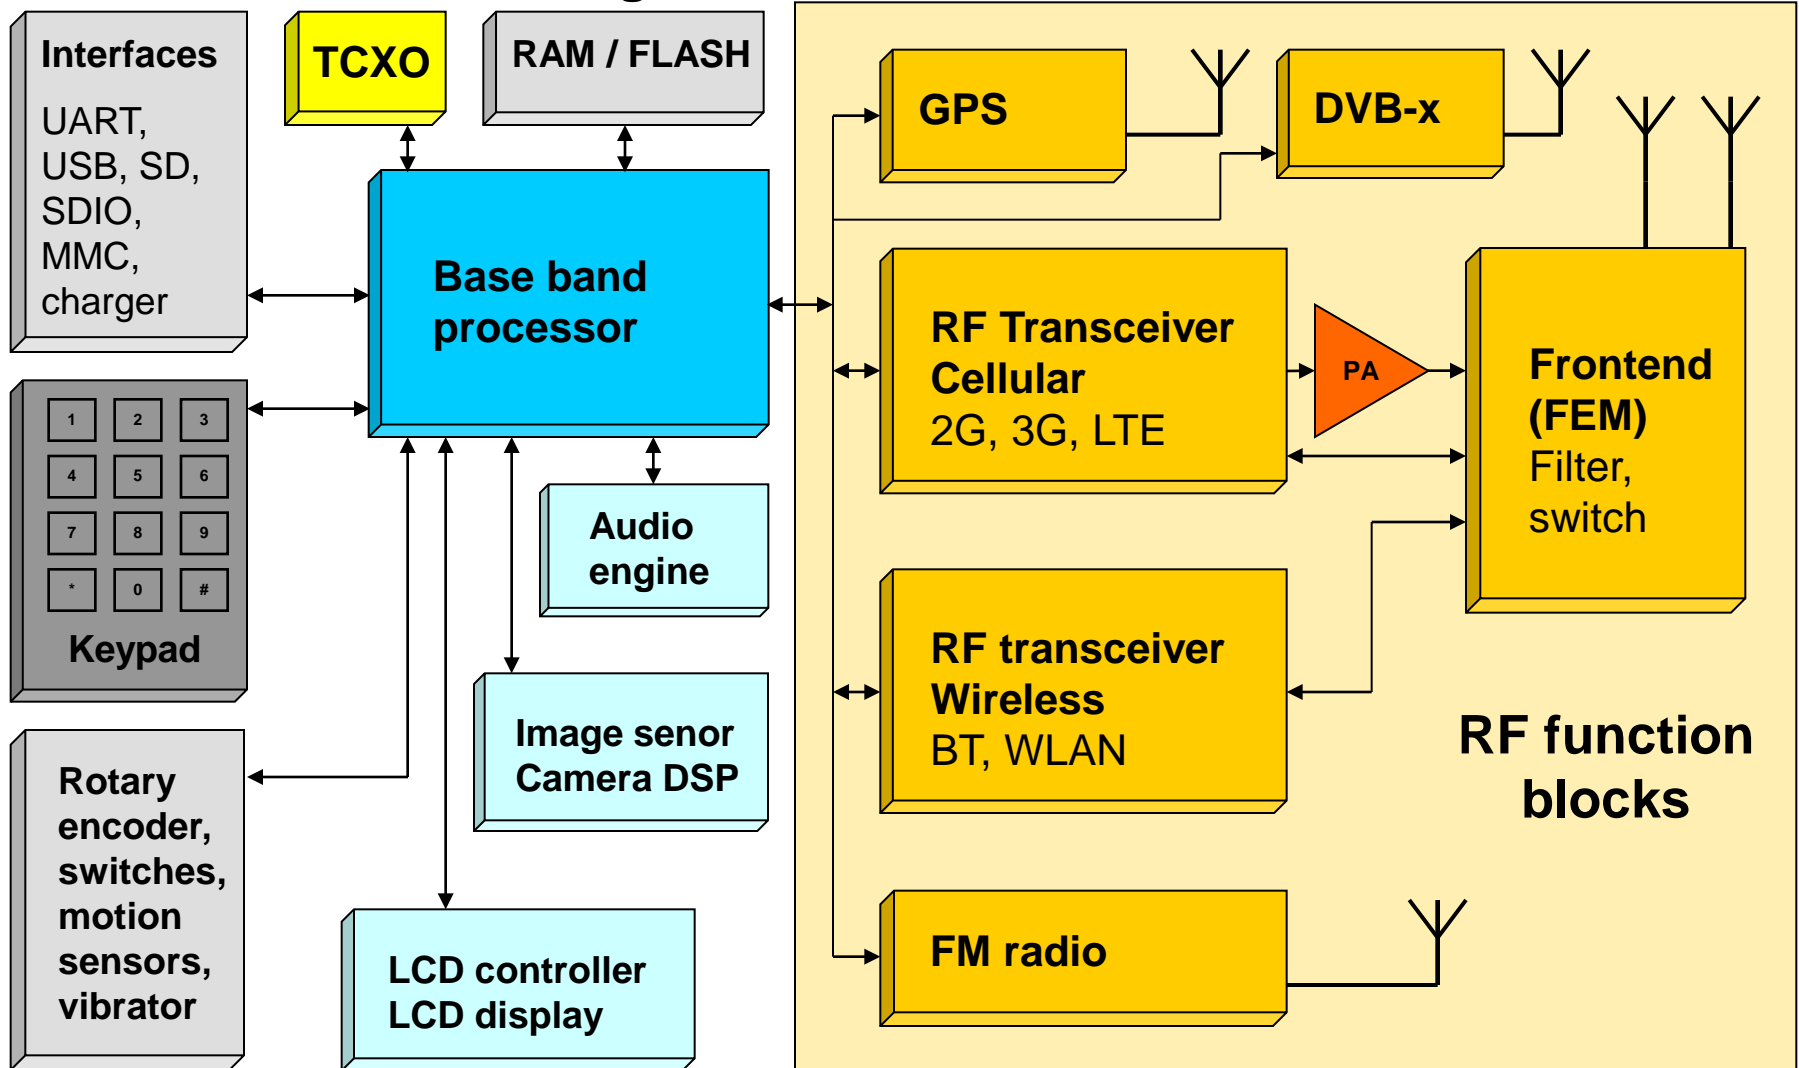 Interfaces
UART,
USB, SD,
SDIO,
MMC,
charger
TCXO
RAM / FLASH
Base band
processor
1 2 3
4 5 6
7 8 9
* 0 #
Keypad
Rotary
encoder,
switches,
motion
sensors,
vibrator
Audio
engine
Image senor
Camera DSP
LCD controller
LCD display
GPS
DVB-x
RF Transceiver
Cellular
2G, 3G, LTE
PA
Frontend
(FEM)
Filter,
switch
RF transceiver
Wireless
BT, WLAN
RF function
blocks
FM radio